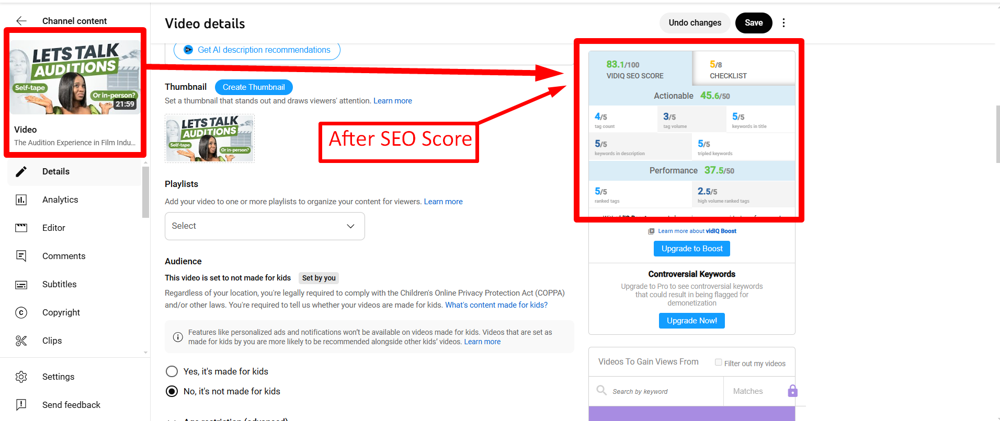 Channel content
LETS TALK
AUDITIONS
Self-tape
Or in-person?
21:59
Video
The Audition Experience in Film Indu...
Details
Analytics
Editor
Comments
Subtitles
Copyright
Clips
Settings
Send feedback
Video details
Undo changes
Save
Get AI description recommendations
Thumbnail
Create Thumbnail
Set a thumbnail that stands out and draws viewers' attention. Learn more
LETS TALK
AUDITIONS
Self-tape
Or in-person?
After SEO Score
Playlists
Add your video to one or more playlists to organize your content for viewers. Learn more
Select
Audience
This video is set to not made for kids Set by you
Regardless of your location, you're legally required to comply with the Children's Online Privacy Protection Act (COPPA)
and/or other laws. You're required to tell us whether your videos are made for kids. What's content made for kids?
Features like personalized ads and notifications won't be available on videos made for kids. Videos that are set as
made for kids by you are more likely to be recommended alongside other kids' videos. Learn more
Yes, it's made for kids
No, it's not made for kids
Age restriction (advanced)
83.1/100
VIDIQ SEO SCORE
5/8
CHECKLIST
Actionable 45.6/50
4/5
tag count
3/5
tag volume
5/5
keywords in title
5/5
keywords in description
5/5
tripled keywords
Performance 37.5/50
5/5
ranked tags
2.5/5
high volume ranked tags
Learn more about vidIQ Boost
Upgrade to Boost
Controversial Keywords
Upgrade to Pro to see controversial keywords
that could result in being flagged for
demonetization
Upgrade Now!
Videos To Gain Views From
Filter out my videos
Search by keyword
Matches